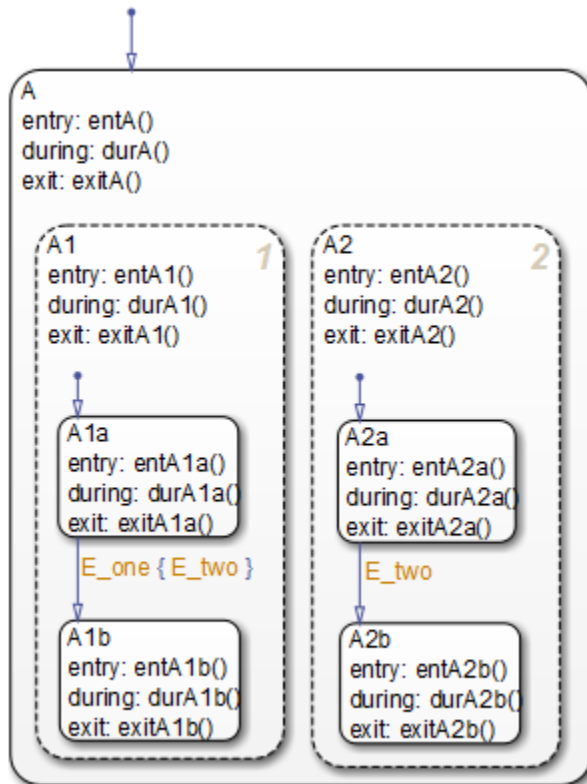 A
entry: entA()
during: durA()
exit: exitA()
A1
1
entry: entA1()
during: durA1()
exit: exitA1()
A1a
entry: entA1a()
during: durA1a()
exit: exitA1a()
E_one { E_two }
A1b
entry: entA1b()
during: durA1b()
exit: exitA1b()
A2
2
entry: entA2()
during: durA2()
exit: exitA2()
A2a
entry: entA2a()
during: durA2a()
exit: exitA2a()
E_two
A2b
entry: entA2b()
during: durA2b()
exit: exitA2b()